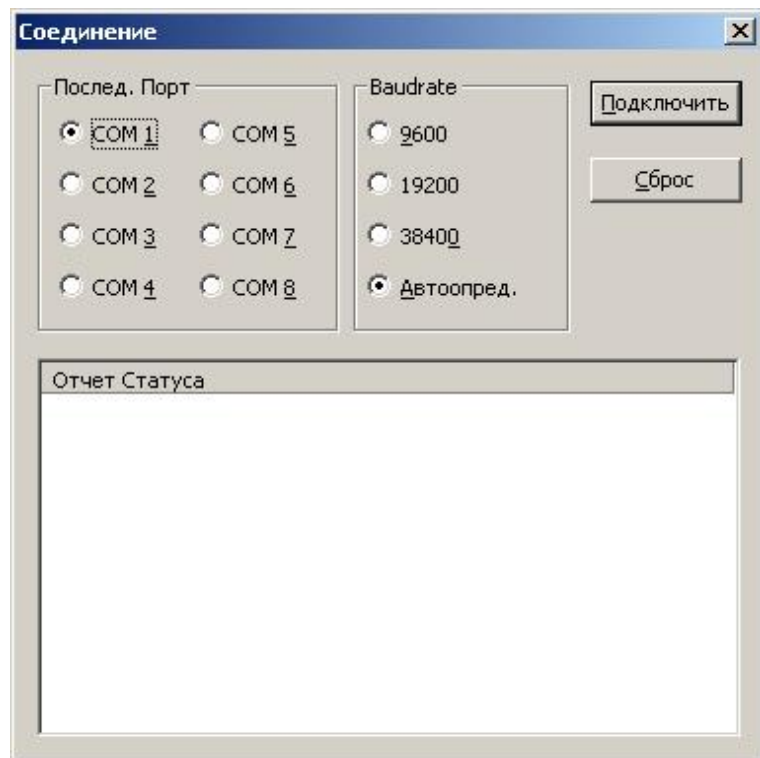 Соединение
Послед. Порт
COM 1
COM 5
COM 2
COM 6
COM 3
COM 7
COM 4
COM 8
Baudrate
9600
19200
38400
Автоопред.
Подключить
Сброс
Отчет Статуса